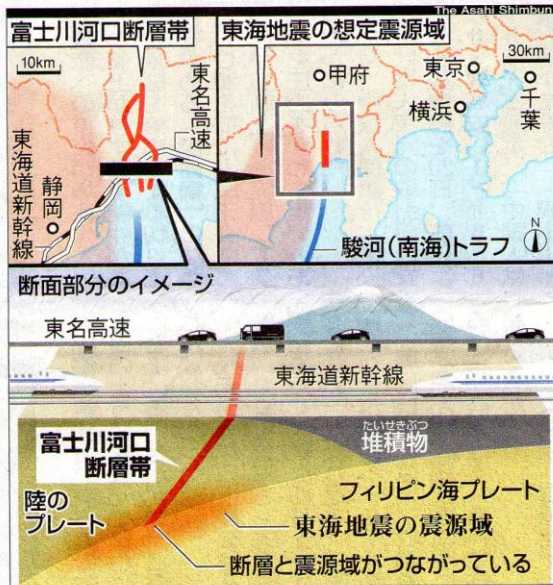 The Asahi Shimbun
富士川河口断層帯
10km
東名高速
東海道新幹線
静岡
東海地震の想定震源域
30km
甲府
東京
横浜
千葉
駿河(南海)トラフ
N
断面部分のイメージ
東名高速
東海道新幹線
富士川河口
断層帯
たいせきぶつ
堆積物
陸の
プレート
フィリピン海プレート
東海地震の震源域
断層と震源域がつながっている